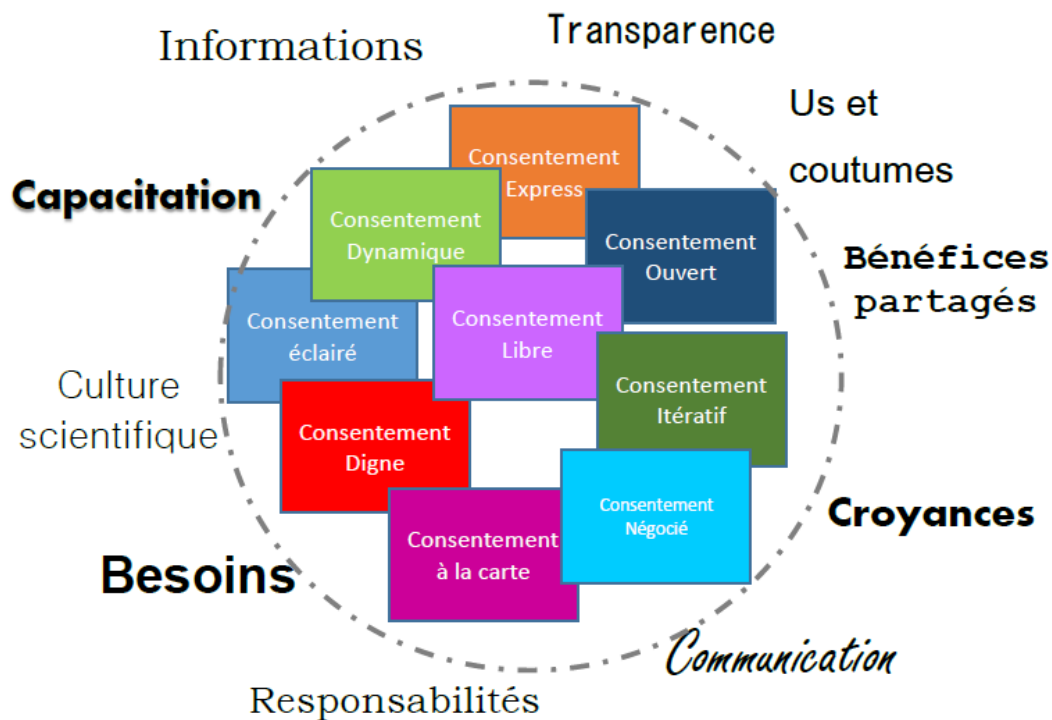 Informations
Transparence
Us et
coutumes
Capacitation
Consentement
Express
Consentement
Dynamique
Consentement
Ouvert
Bénéfices
partagés
Consentement
éclairé
Consentement
Libre
Culture
scientifique
Consentement
Itératif
Consentement
Digne
Consentement
Négocié
Croyances
Consentement
à la carte
Besoins
Communication
Responsabilités